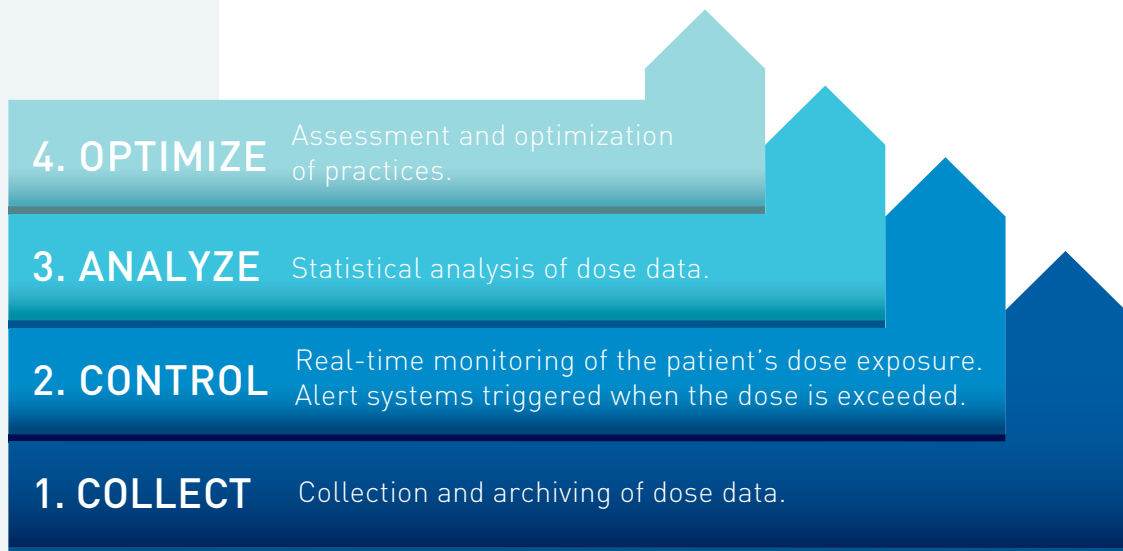 4. OPTIMIZE
Assessment and optimization
of practices.
3. ANALYZE
Statistical analysis of dose data.
2. CONTROL
Real-time monitoring of the patient’s dose exposure.
Alert systems triggered when the dose is exceeded.
1. COLLECT
Collection and archiving of dose data.